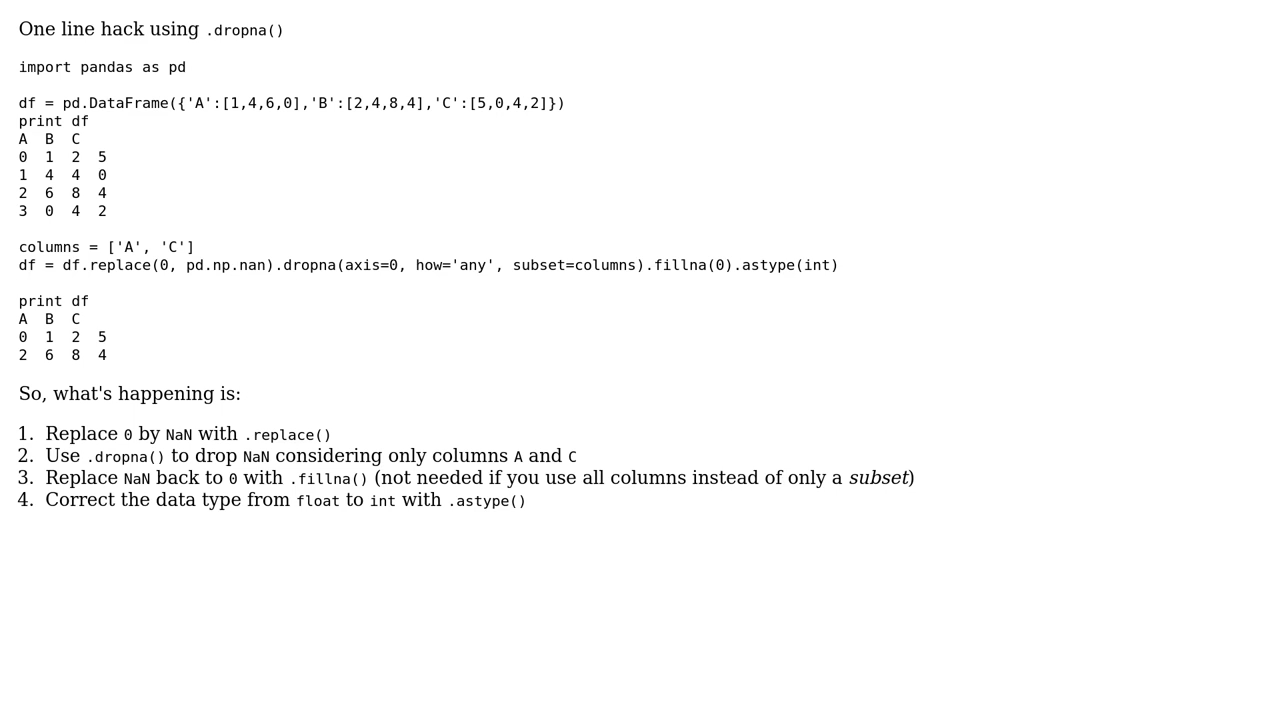 One line hack using .dropna()
import pandas as pd
df = pd.DataFrame({'A':[1,4,6,0],'B':[2,4,8,4],'C':[5,0,4,2]})
print df
A  B  C
0  1  2  5
1  4  4  0
2  6  8  4
3  0  4  2
columns = ['A', 'C']
df = df.replace(0, pd.np.nan).dropna(axis=0, how='any', subset=columns).fillna(0).astype(int)
print df
A  B  C
0  1  2  5
2  6  8  4
So, what's happening is:
1. Replace 0 by NaN with .replace()
2. Use .dropna() to drop NaN considering only columns A and C
3. Replace NaN back to 0 with .fillna() (not needed if you use all columns instead of only a subset)
4. Correct the data type from float to int with .astype()